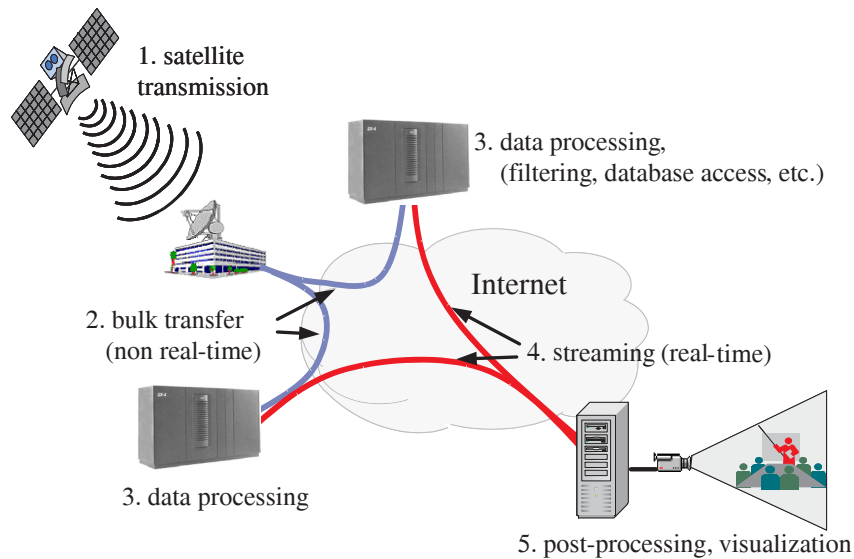 1. satellite
transmission
3. data processing,
(filtering, database access, etc.)
Internet
2. bulk transfer
(non real-time)
4. streaming (real-time)
3. data processing
5. post-processing, visualization